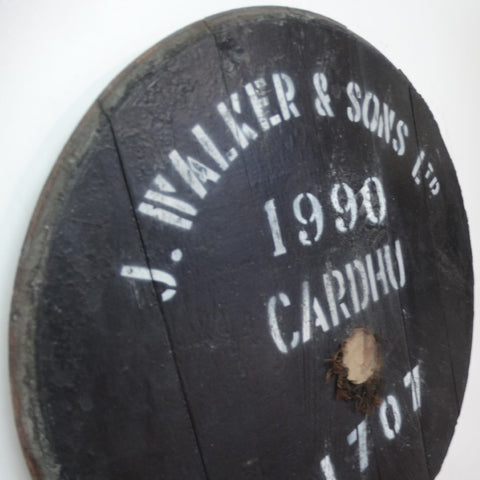 J. WALKER & SONS LTD
1990
CARDHU
1707